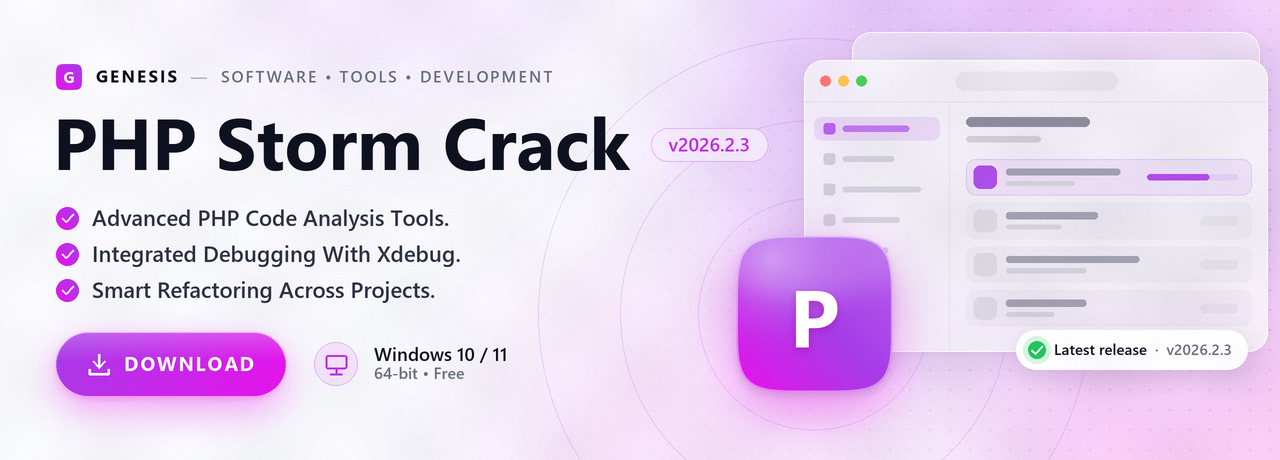 G GENESIS — SOFTWARE • TOOLS • DEVELOPMENT
PHP Storm Crack v2026.2.3
Advanced PHP Code Analysis Tools.
Integrated Debugging With Xdebug.
Smart Refactoring Across Projects.
DOWNLOAD
Windows 10 / 11
64-bit • Free
P
Latest release · v2026.2.3